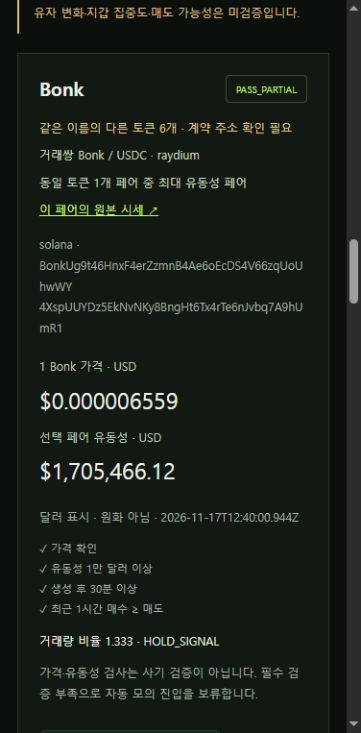 유자 변화·지갑 집중도·매도 가능성은 미검증입니다.
Bonk
PASS_PARTIAL
같은 이름의 다른 토큰 6개 · 계약 주소 확인 필요
거래쌍 Bonk / USDC · raydium
동일 토큰 1개 페어 중 최대 유동성 페어
이 페어의 원본 시세 ↗
solana ·
BonkUg9t46HnxF4erZzmnB4Ae6oEcDS4V66zqUoU
hwWY
4XspUUYDz5EkNvNKy8BngHt6Tx4rTe6nJvbq7A9hU
mR1
1 Bonk 가격 · USD
$0.000006559
선택 페어 유동성 · USD
$1,705,466.12
달러 표시 · 원화 아님 · 2026-11-17T12:40:00.944Z
✓ 가격 확인
✓ 유동성 1만 달러 이상
✓ 생성 후 30분 이상
✓ 최근 1시간 매수 ≥ 매도
거래량 비율 1.333 · HOLD_SIGNAL
가격·유동성 검사는 사기 검증이 아닙니다. 필수 검
증 부족으로 자동 모의 진입을 보류합니다.